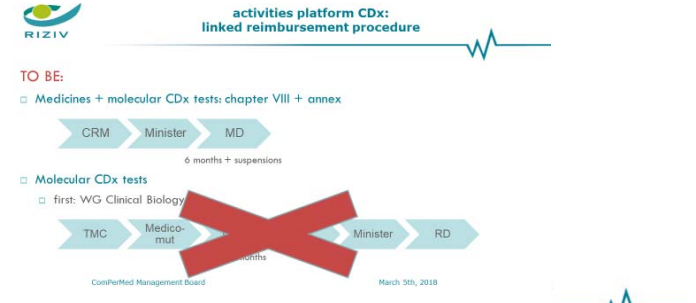 RIZIV
activities platform CDx:
linked reimbursement procedure
TO BE:
Medicines + molecular CDx tests: chapter VIII + annex
CRM Minister MD
6 months + suspensions
Molecular CDx tests
first: WG Clinical Biology
TMC Medico-mut Minister RD
months
ComPerMed Management Board March 5th, 2018